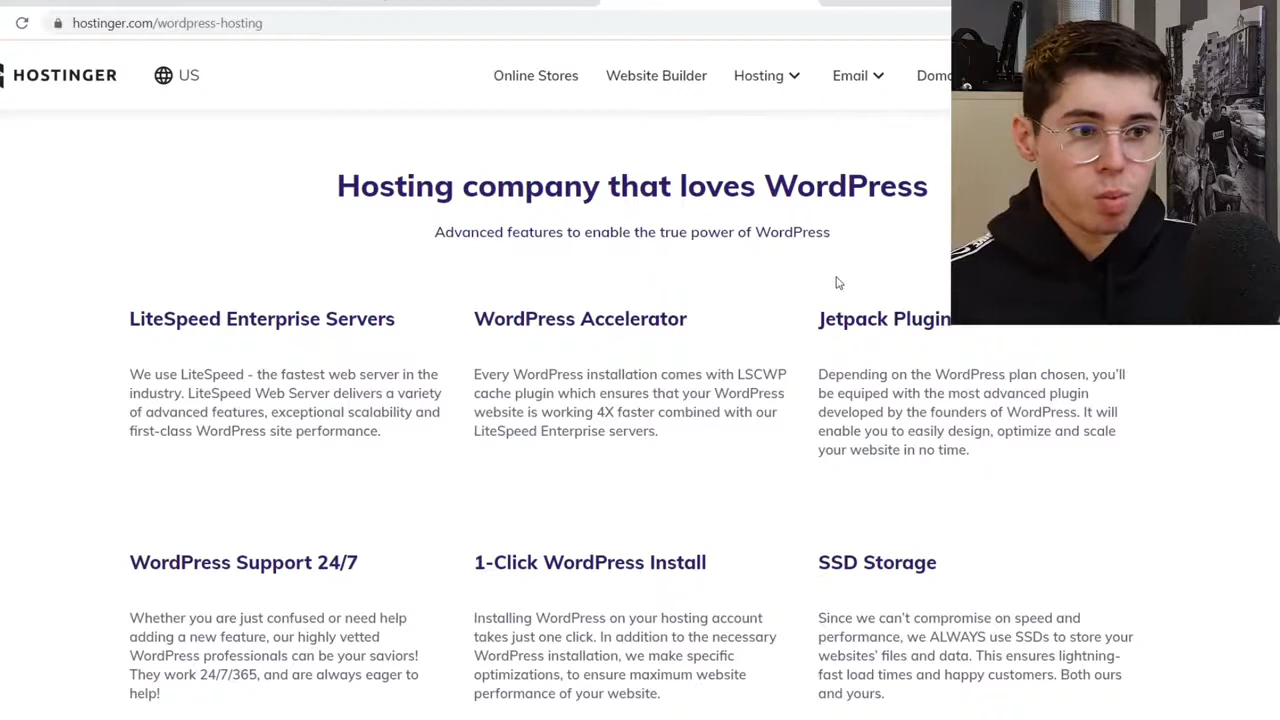 hostinger.com/wordpress-hosting
HOSTINGER US Online Stores Website Builder Hosting Email
Hosting company that loves WordPress
Advanced features to enable the true power of WordPress
LiteSpeed Enterprise Servers
We use LiteSpeed - the fastest web server in the
industry. LiteSpeed Web Server delivers a variety
of advanced features, exceptional scalability and
first-class WordPress site performance.
WordPress Accelerator
Every WordPress installation comes with LSCWP
cache plugin which ensures that your WordPress
website is working 4X faster combined with our
LiteSpeed Enterprise servers.
Jetpack Plugin
Depending on the WordPress plan chosen, you’ll
be equiped with the most advanced plugin
developed by the founders of WordPress. It will
enable you to easily design, optimize and scale
your website in no time.
WordPress Support 24/7
Whether you are just confused or need help
adding a new feature, our highly vetted
WordPress professionals can be your saviors!
They work 24/7/365, and are always eager to
help!
1-Click WordPress Install
Installing WordPress on your hosting account
takes just one click. In addition to the necessary
WordPress installation, we make specific
optimizations, to ensure maximum website
performance of your website.
SSD Storage
Since we can’t compromise on speed and
performance, we ALWAYS use SSDs to store your
websites’ files and data. This ensures lightning-
fast load times and happy customers. Both ours
and yours.